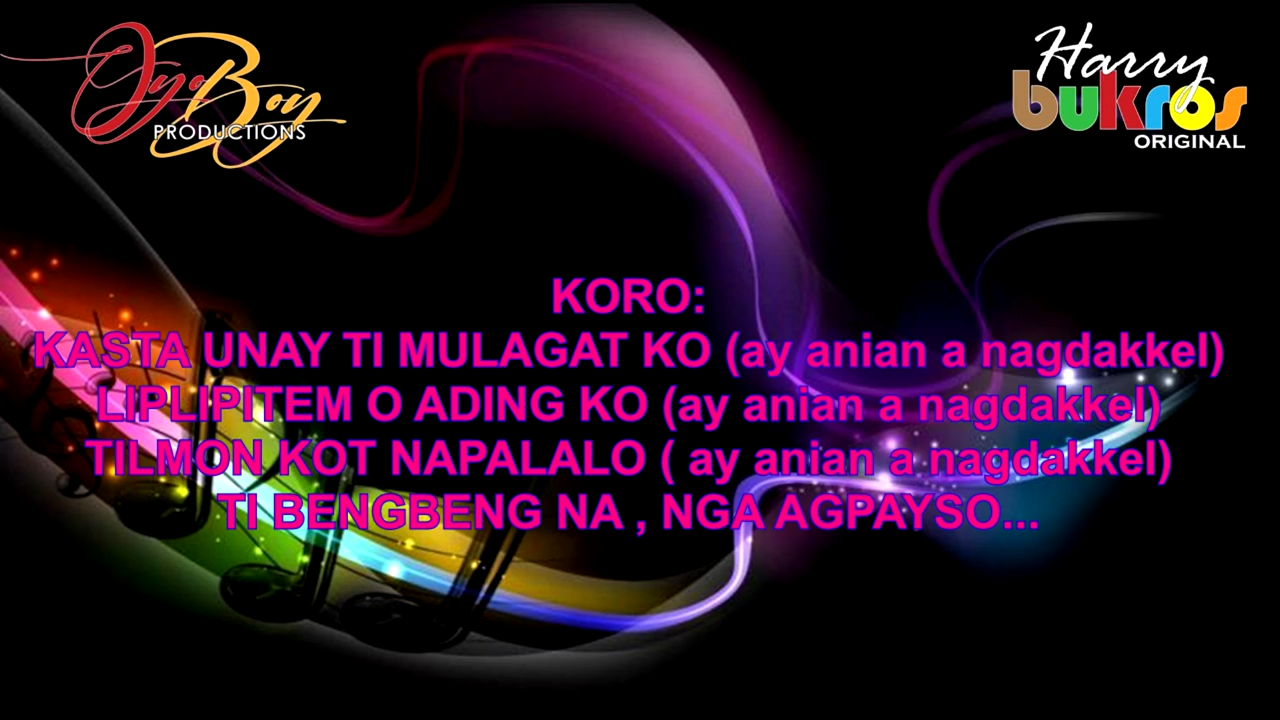 OyoBoy
PRODUCTIONS
Harry
bukros
ORIGINAL
KORO:
KASTA UNAY TI MULAGAT KO (ay anian a nagdakkel)
LIPLIPITEM O ADING KO (ay anian a nagdakkel)
TILMON KOT NAPALALO ( ay anian a nagdakkel)
TI BENGBENG NA , NGA AGPAYSO...